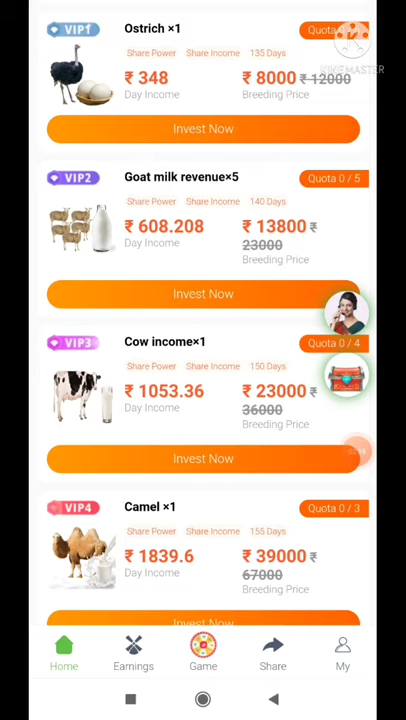 VIP1
Ostrich ×1
Share Power Share Income 135 Days
₹ 348
Day Income
₹ 8000 ₹ 12000
Breeding Price
KINEMASTER
Invest Now
VIP2
Goat milk revenue×5
Quota 0 / 5
Share Power Share Income 140 Days
₹ 608.208
Day Income
₹ 13800 ₹
23000
Breeding Price
Invest Now
VIP3
Cow income×1
Quota 0 / 4
Share Power Share Income 150 Days
₹ 1053.36
Day Income
₹ 23000 ₹
36000
Breeding Price
Invest Now
VIP4
Camel ×1
Quota 0 / 3
Share Power Share Income 155 Days
₹ 1839.6
Day Income
₹ 39000 ₹
67000
Breeding Price
Invest Now
Home Earnings Game Share My